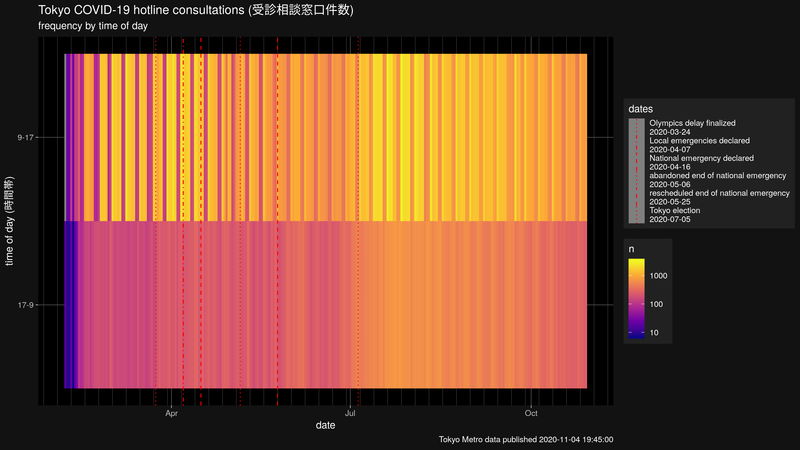 Tokyo COVID-19 hotline consultations (受診相談窓口件数)
frequency by time of day
time of day (時間帯)
9-17
17-9
Apr
Jul
Oct
date
dates
Olympics delay finalized
2020-03-24
Local emergencies declared
2020-04-07
National emergency declared
2020-04-16
abandoned end of national emergency
2020-05-06
rescheduled end of national emergency
2020-05-25
Tokyo election
2020-07-05
n
1000
100
10
Tokyo Metro data published 2020-11-04 19:45:00